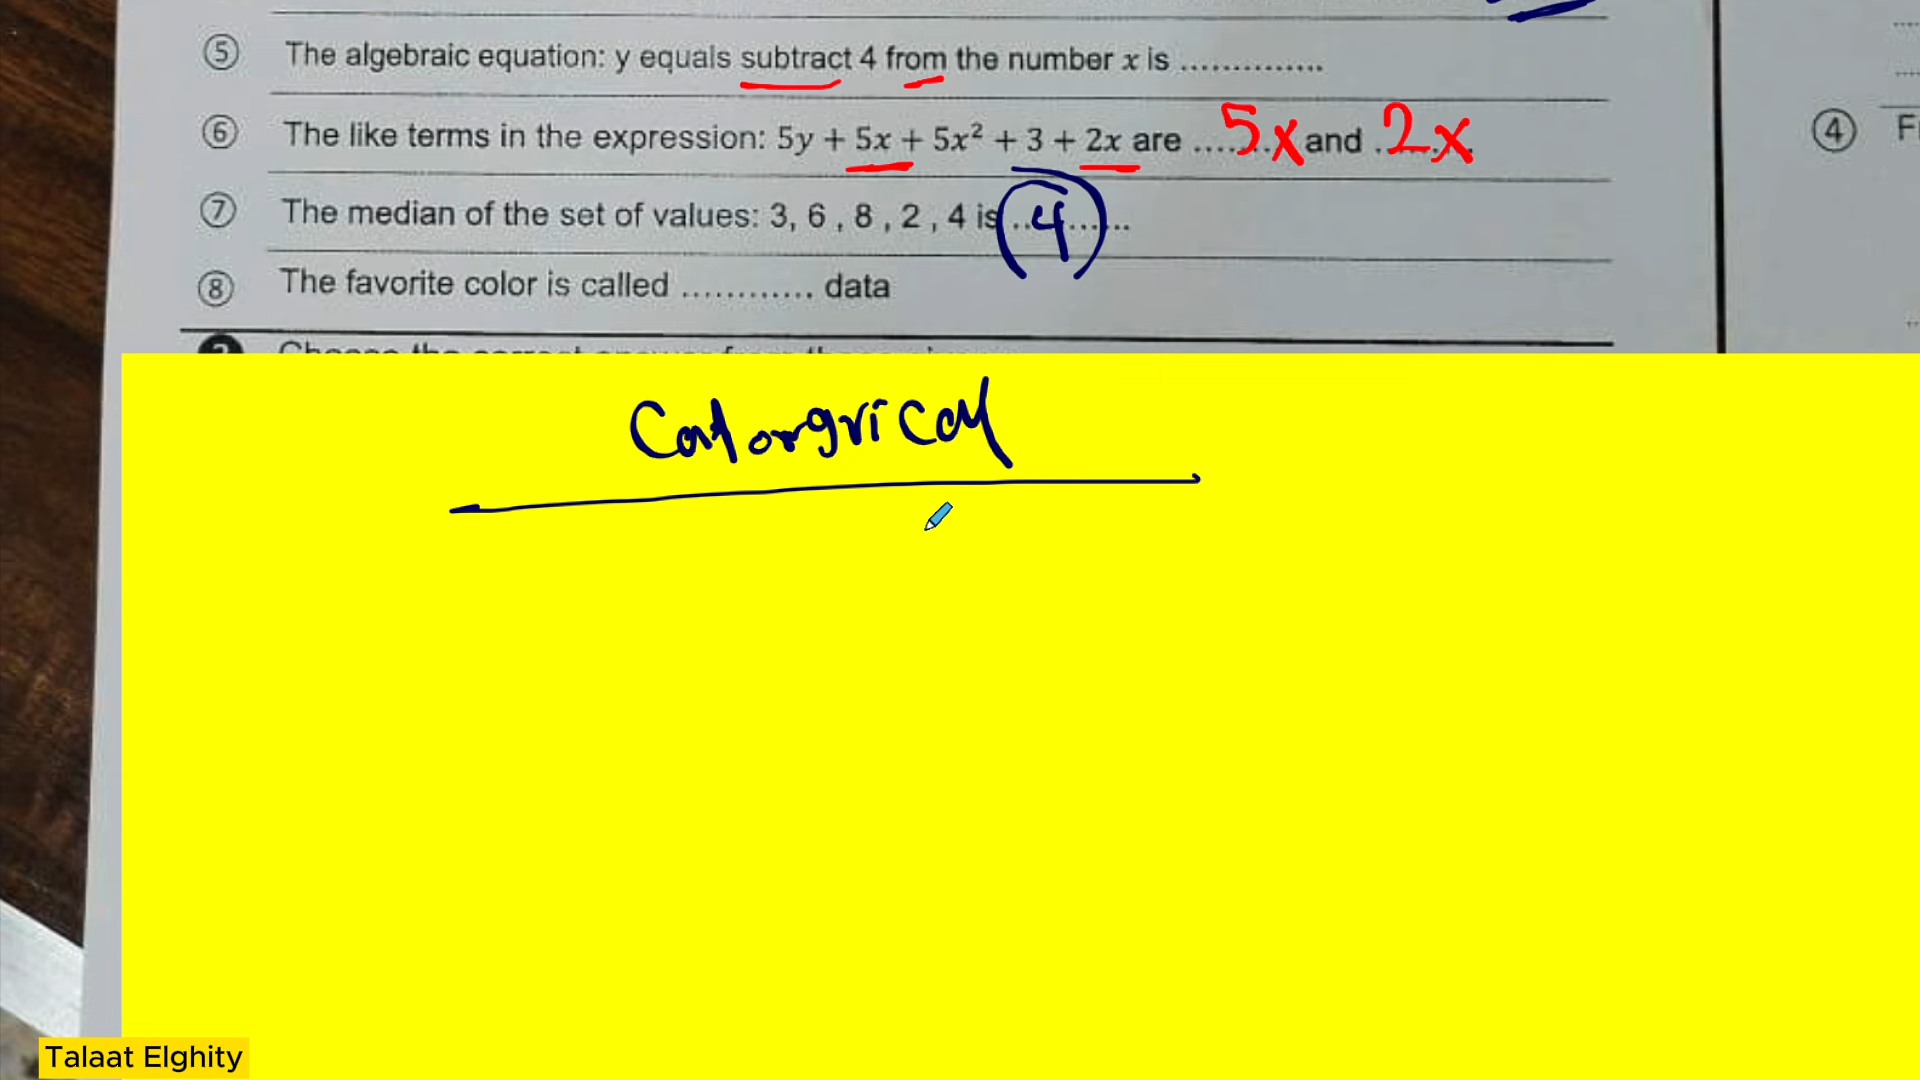 ⑤ The algebraic equation: y equals subtract 4 from the number x is ..............
⑥ The like terms in the expression: 5y + 5x + 5x² + 3 + 2x are .... 5x and 2x
④ F
⑦ The median of the set of values: 3, 6 , 8 , 2 , 4 is 4
⑧ The favorite color is called ............ data
Catorgrical
Talaat Elghity